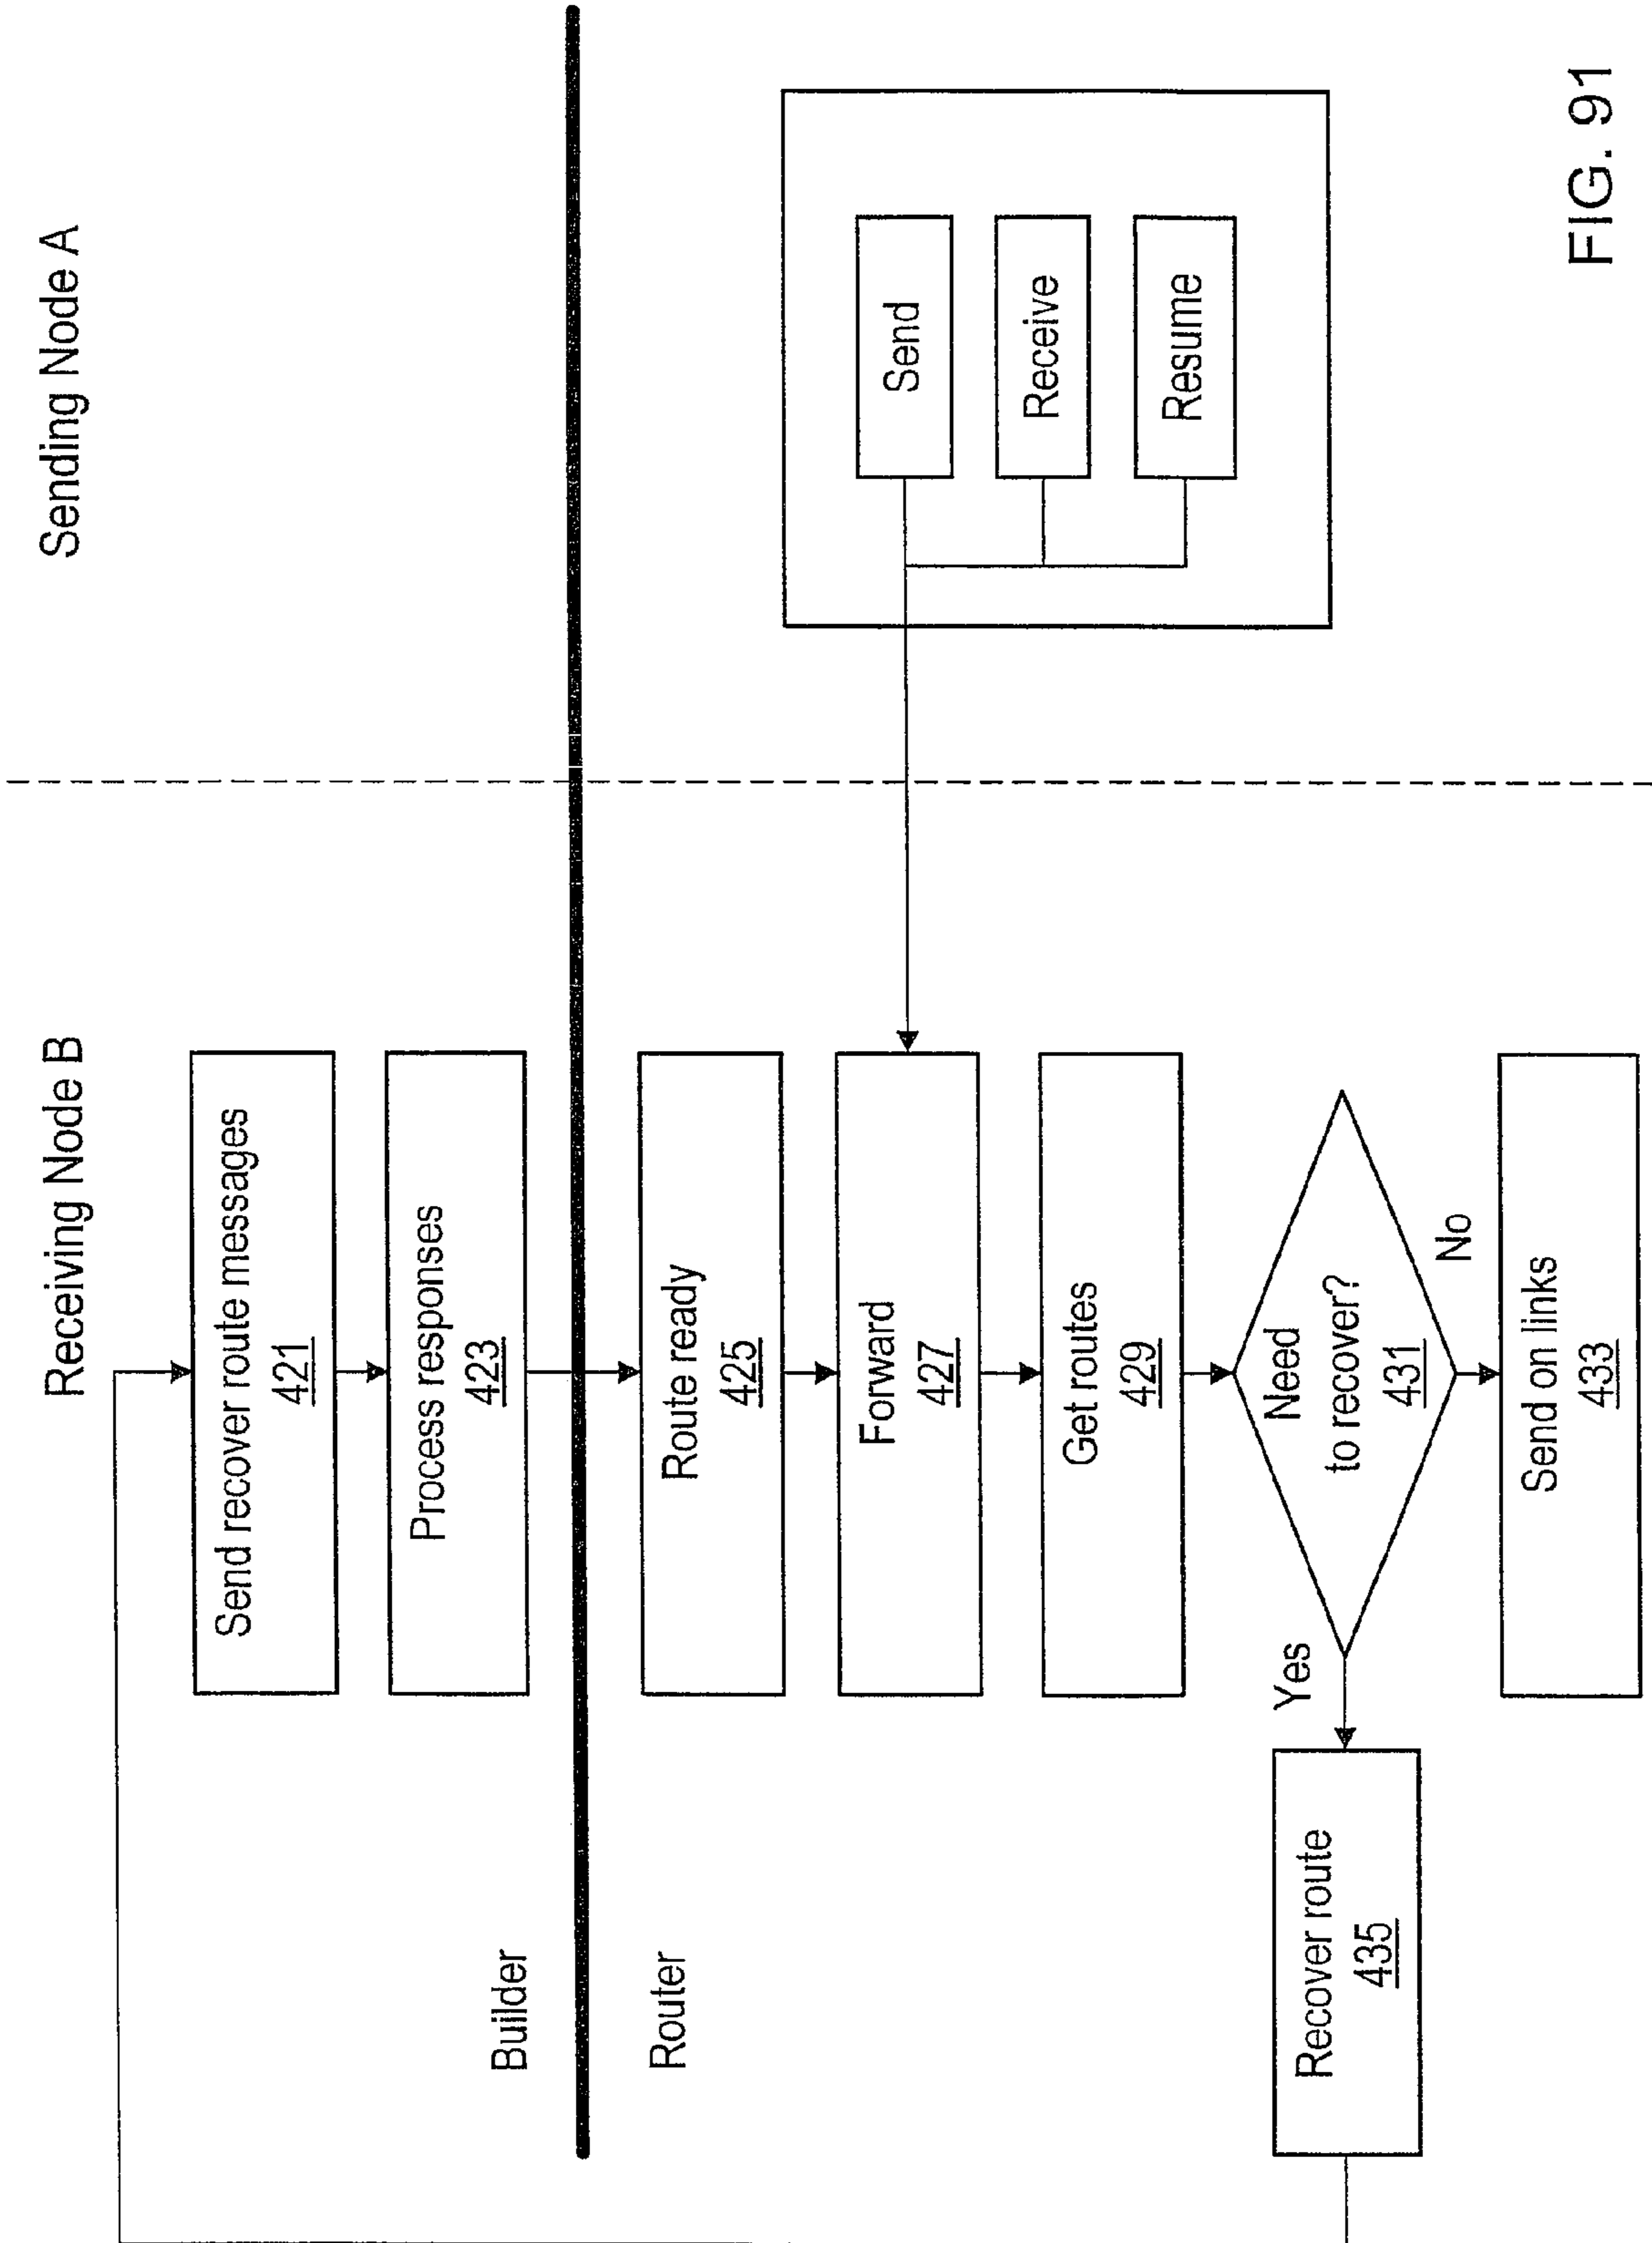 Receiving Node B
Sending Node A
Send recover route messages
421
Process responses
423
Builder
Router
Route ready
425
Forward
427
Get routes
429
Need
to recover?
431
Yes
No
Recover route
435
Send on links
433
Send
Receive
Resume
FIG. 91